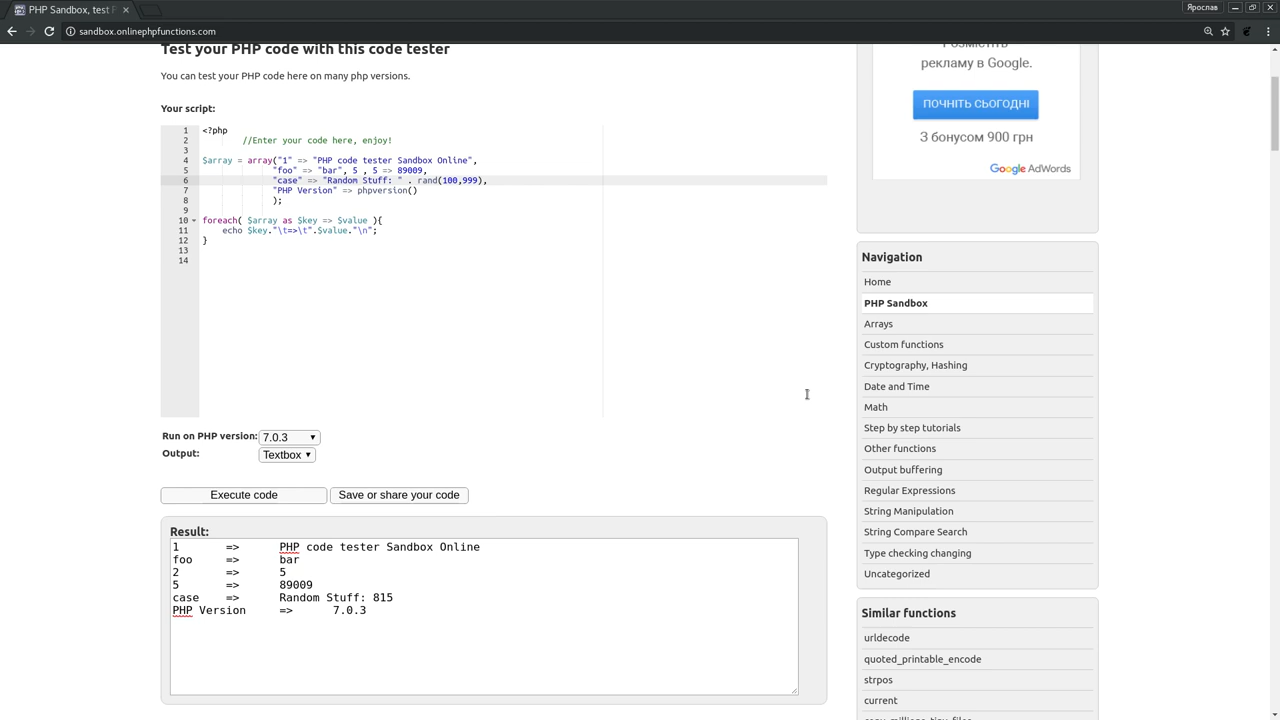 PHP Sandbox, test P
Ярослав
sandbox.onlinephpfunctions.com
Test your PHP code with this code tester
You can test your PHP code here on many php versions.
Your script:
1 <?php
2 //Enter your code here, enjoy!
3
4 $array = array("1" => "PHP code tester Sandbox Online",
5 "foo" => "bar", 5 , 5 => 89009,
6 "case" => "Random Stuff: " . rand(100,999),
7 "PHP Version" => phpversion()
8 );
9
10 foreach( $array as $key => $value ){
11 echo $key."\t=>\t".$value."\n";
12 }
13
14
Run on PHP version: 7.0.3
Output: Textbox
Execute code
Save or share your code
Result:
1 => PHP code tester Sandbox Online
foo => bar
2 => 5
5 => 89009
case => Random Stuff: 815
PHP Version => 7.0.3
рекламу в Google.
ПОЧНІТЬ СЬОГОДНІ
З бонусом 900 грн
Google AdWords
Navigation
Home
PHP Sandbox
Arrays
Custom functions
Cryptography, Hashing
Date and Time
Math
Step by step tutorials
Other functions
Output buffering
Regular Expressions
String Manipulation
String Compare Search
Type checking changing
Uncategorized
Similar functions
urldecode
quoted_printable_encode
strpos
current